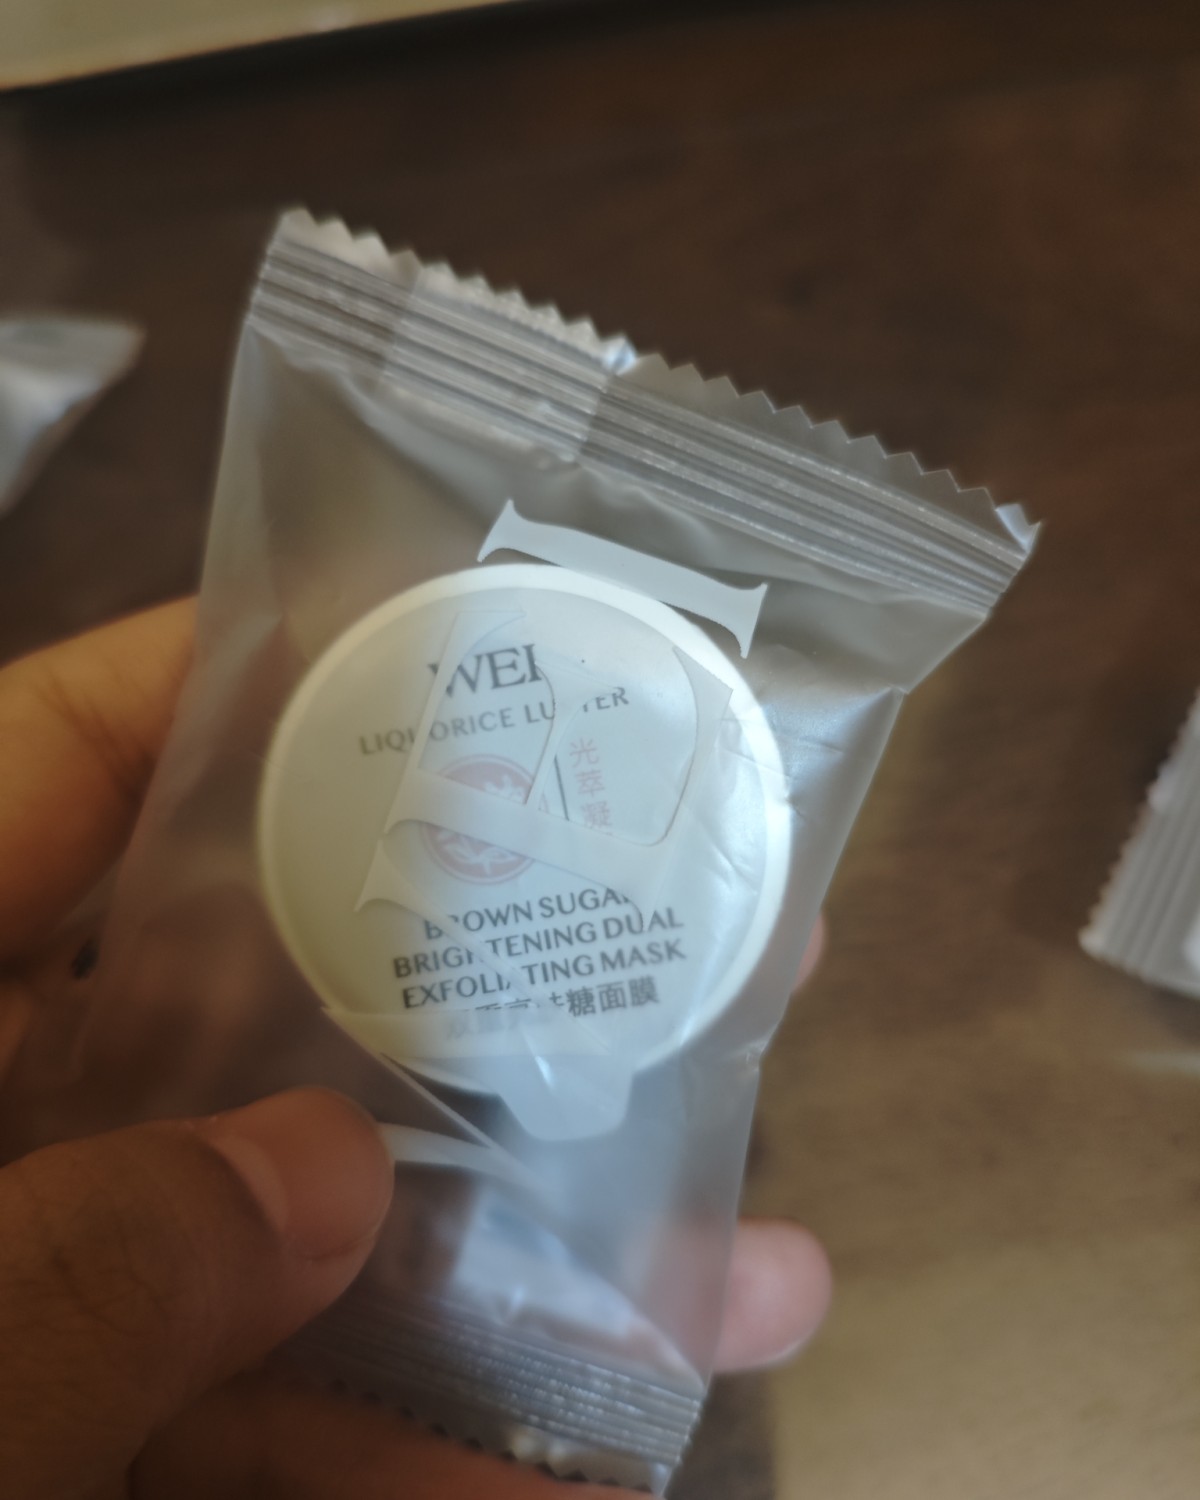 WEI
LIQUORICE LUSTER
光萃凝
BROWN SUGAR
BRIGHTENING DUAL
EXFOLIATING MASK
糖面膜